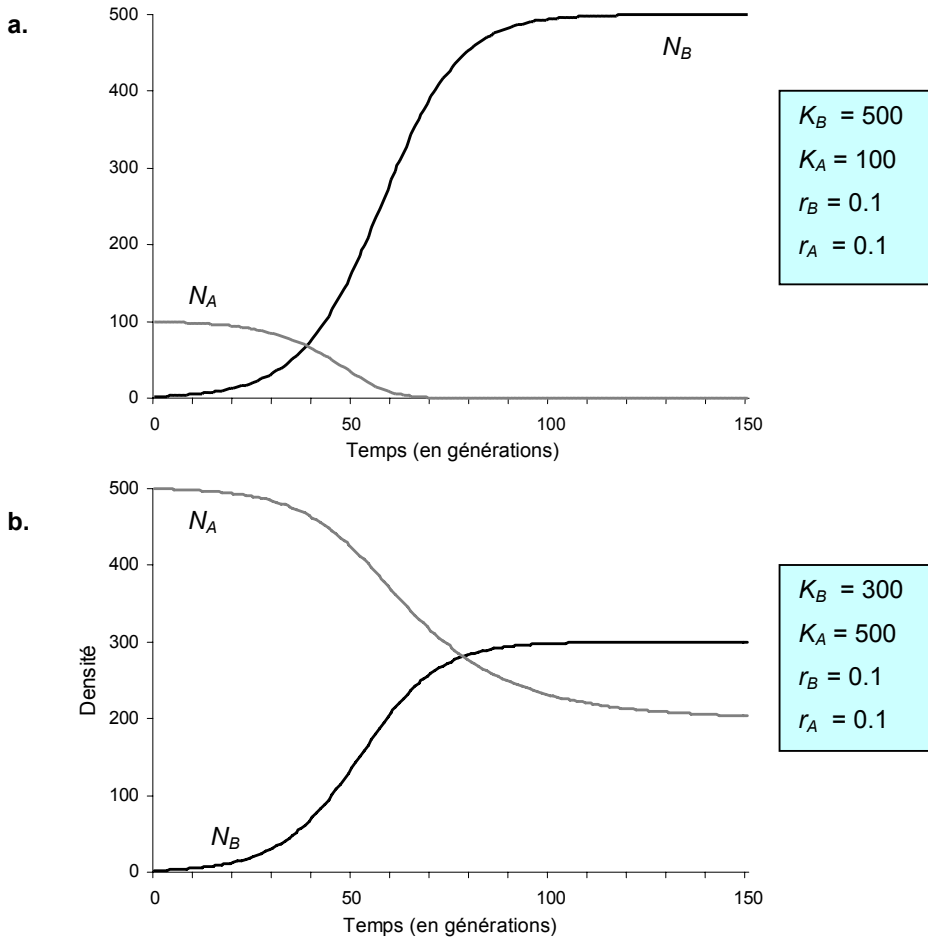 a.
500
400
300
200
100
0
N_B
N_A
0 50 100 150
Temps (en générations)
K_B = 500
K_A = 100
r_B = 0.1
r_A = 0.1
b.
Densité
500
400
300
200
100
0
N_A
N_B
0 50 100 150
Temps (en générations)
K_B = 300
K_A = 500
r_B = 0.1
r_A = 0.1